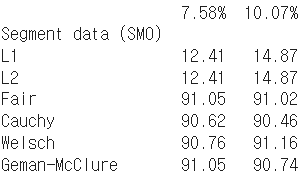 7.58% 10.07%
Segment data (SMO)
L1 12.41 14.87
L2 12.41 14.87
Fair 91.05 91.02
Cauchy 90.62 90.46
Welsch 90.76 91.16
Geman-McClure 91.05 90.74